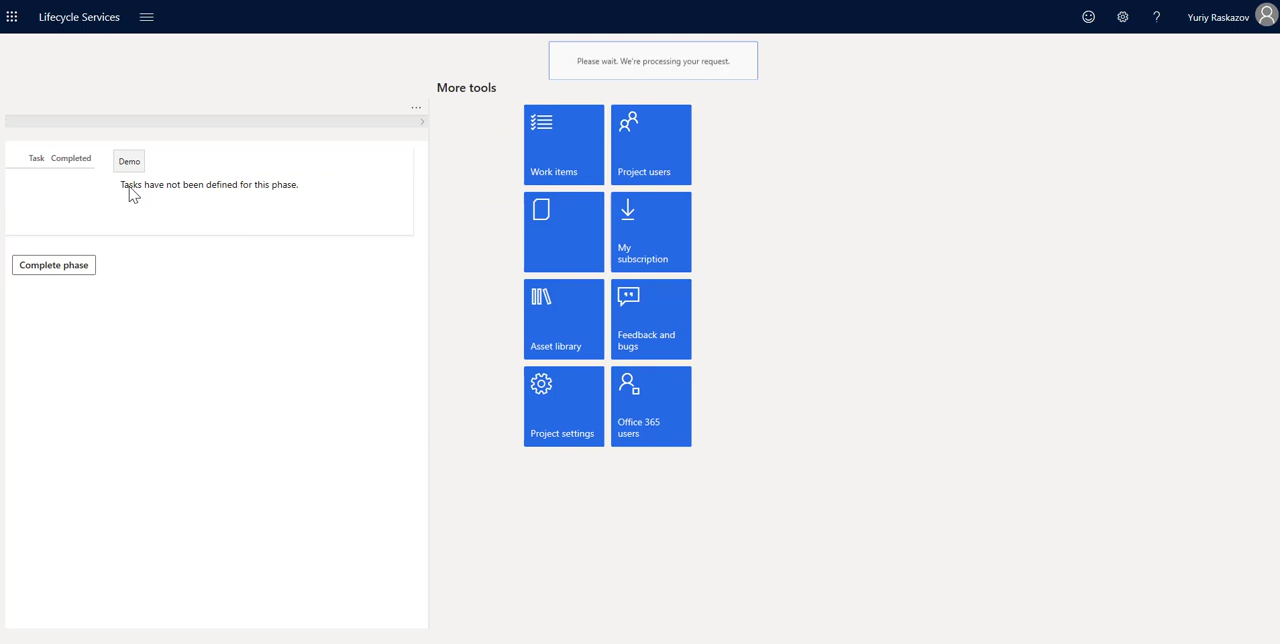 Lifecycle Services
Yuriy Raskazov
Please wait. We're processing your request.
More tools
...
Task Completed
Demo
Tasks have not been defined for this phase.
Complete phase
Work items
Project users
My
subscription
Asset library
Feedback and
bugs
Project settings
Office 365
users